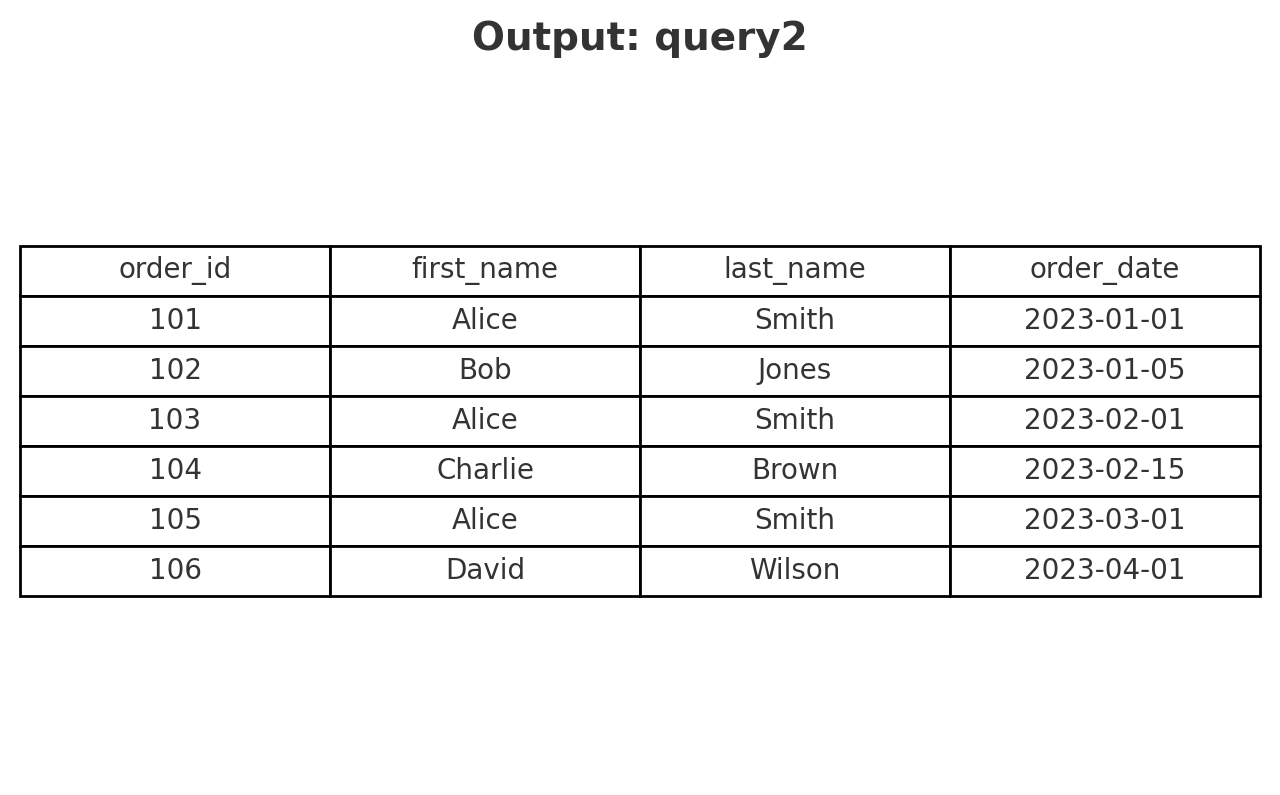 Output: query2
order_id first_name last_name order_date
101 Alice Smith 2023-01-01
102 Bob Jones 2023-01-05
103 Alice Smith 2023-02-01
104 Charlie Brown 2023-02-15
105 Alice Smith 2023-03-01
106 David Wilson 2023-04-01